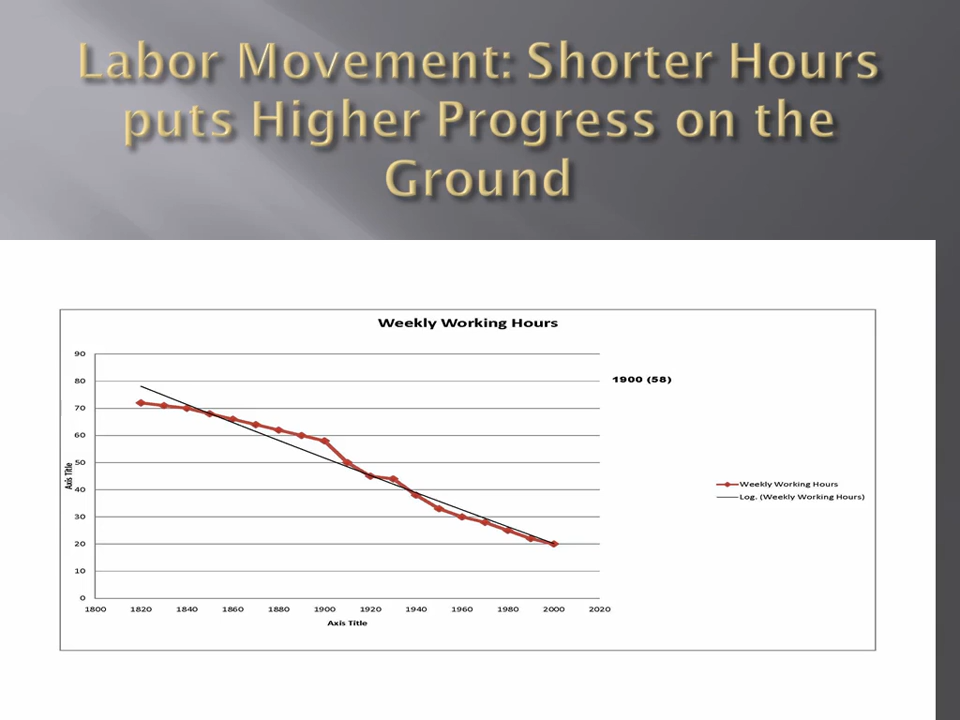 Labor Movement: Shorter Hours
puts Higher Progress on the
Ground
Weekly Working Hours
90
80
70
60
50
40
30
20
10
0
Axis Title
1800 1820 1840 1860 1880 1900 1920 1940 1960 1980 2000 2020
Axis Title
1900 (58)
Weekly Working Hours
Log. (Weekly Working Hours)